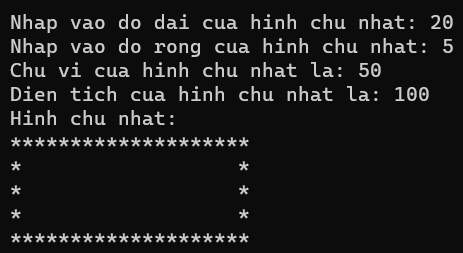 Nhap vao do dai cua hinh chu nhat: 20
Nhap vao do rong cua hinh chu nhat: 5
Chu vi cua hinh chu nhat la: 50
Dien tich cua hinh chu nhat la: 100
Hinh chu nhat:
********************
*                  *
*                  *
*                  *
********************